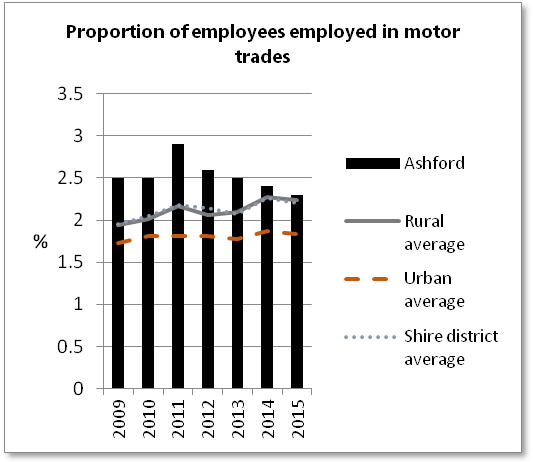 Proportion of employees employed in motor
trades
3.5
3
2.5
2
1.5
1
0.5
0
%
2009
2010
2011
2012
2013
2014
2015
Ashford
Rural
average
Urban
average
Shire district
average